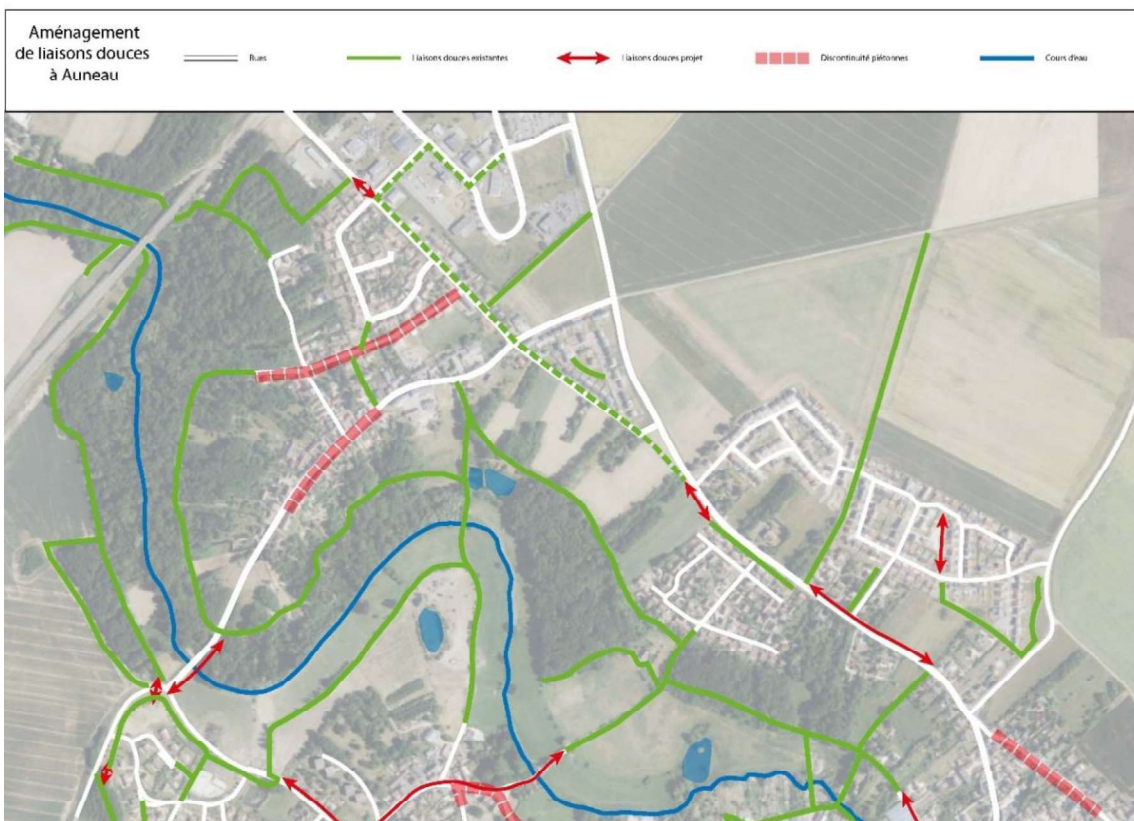 Aménagement
de liaisons douces
à Auneau
Rues
Liaisons douces existantes
Liaisons douces projet
Discontinuité piétonnes
Cours d'eau